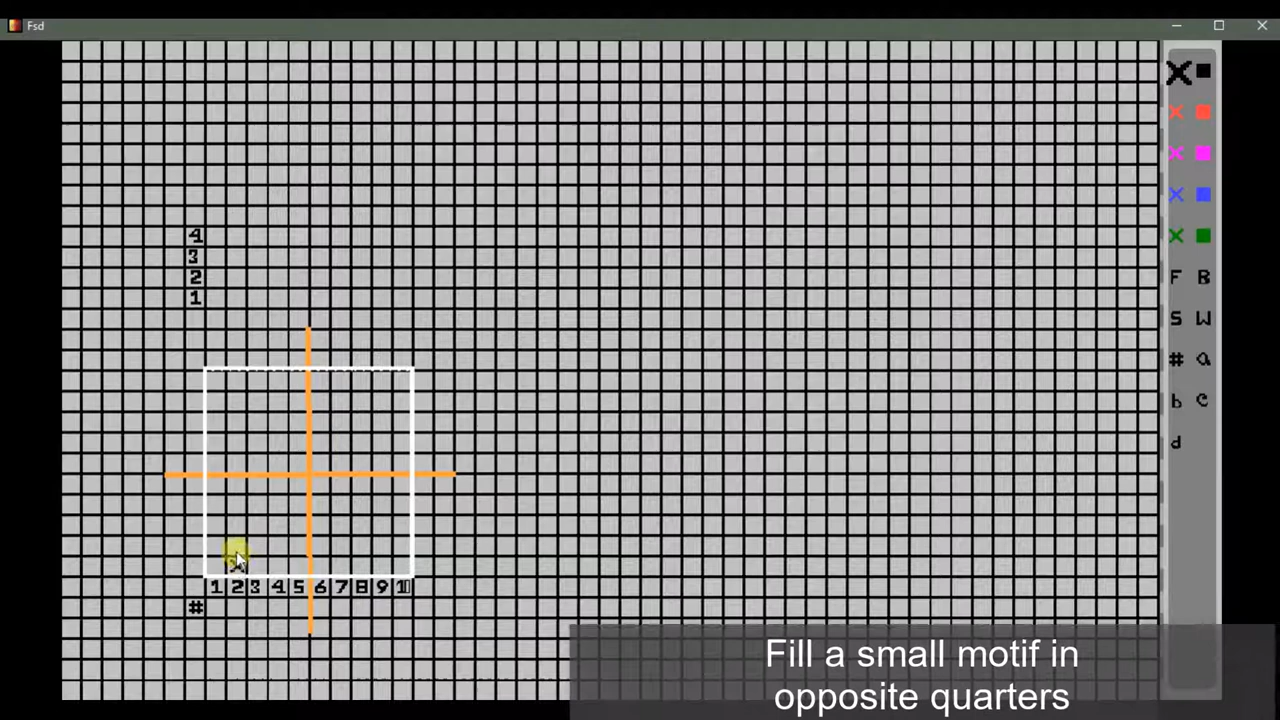 Fsd
4
3
2
1
1 2 3 4 5 6 7 8 9 10
#
F B
S W
# a
b c
d
Fill a small motif in
opposite quarters